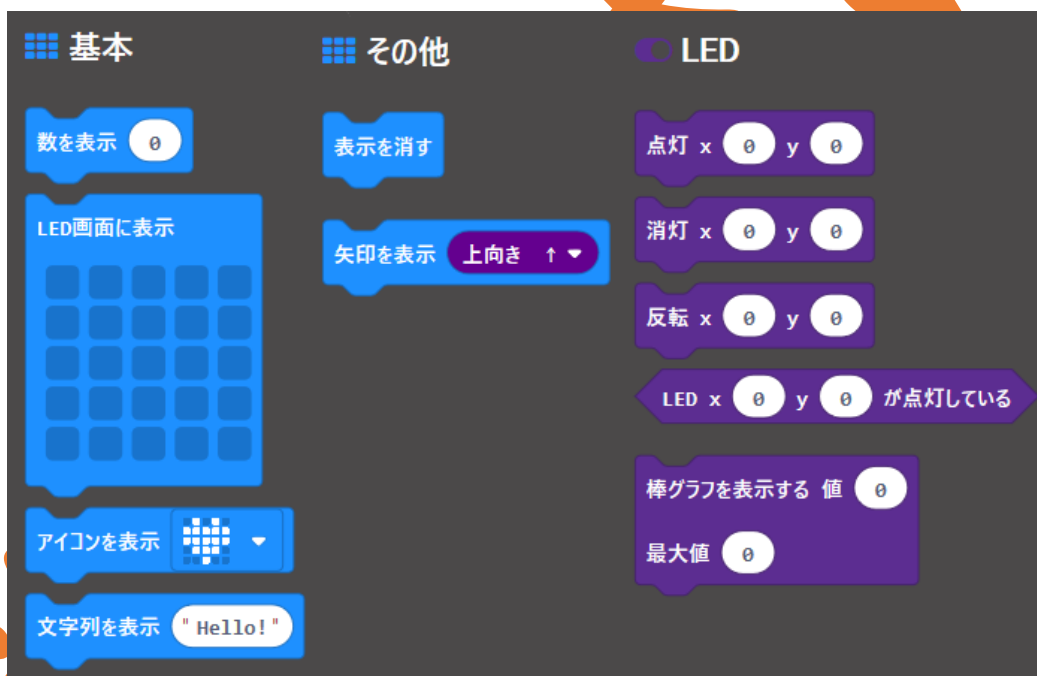 基本
数を表示 0
LED画面に表示
アイコンを表示
文字列を表示 "Hello!"
その他
表示を消す
矢印を表示 上向き ↑
LED
点灯 x 0 y 0
消灯 x 0 y 0
反転 x 0 y 0
LED x 0 y 0 が点灯している
棒グラフを表示する 値 0
最大値 0